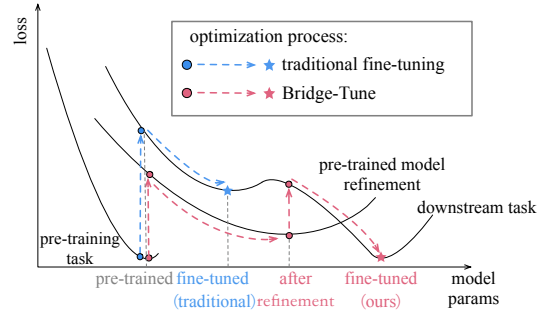 loss
optimization process:
traditional fine-tuning
Bridge-Tune
pre-trained model
refinement
downstream task
pre-training
task
pre-trained
fine-tuned
(traditional)
after
refinement
fine-tuned
(ours)
model
params